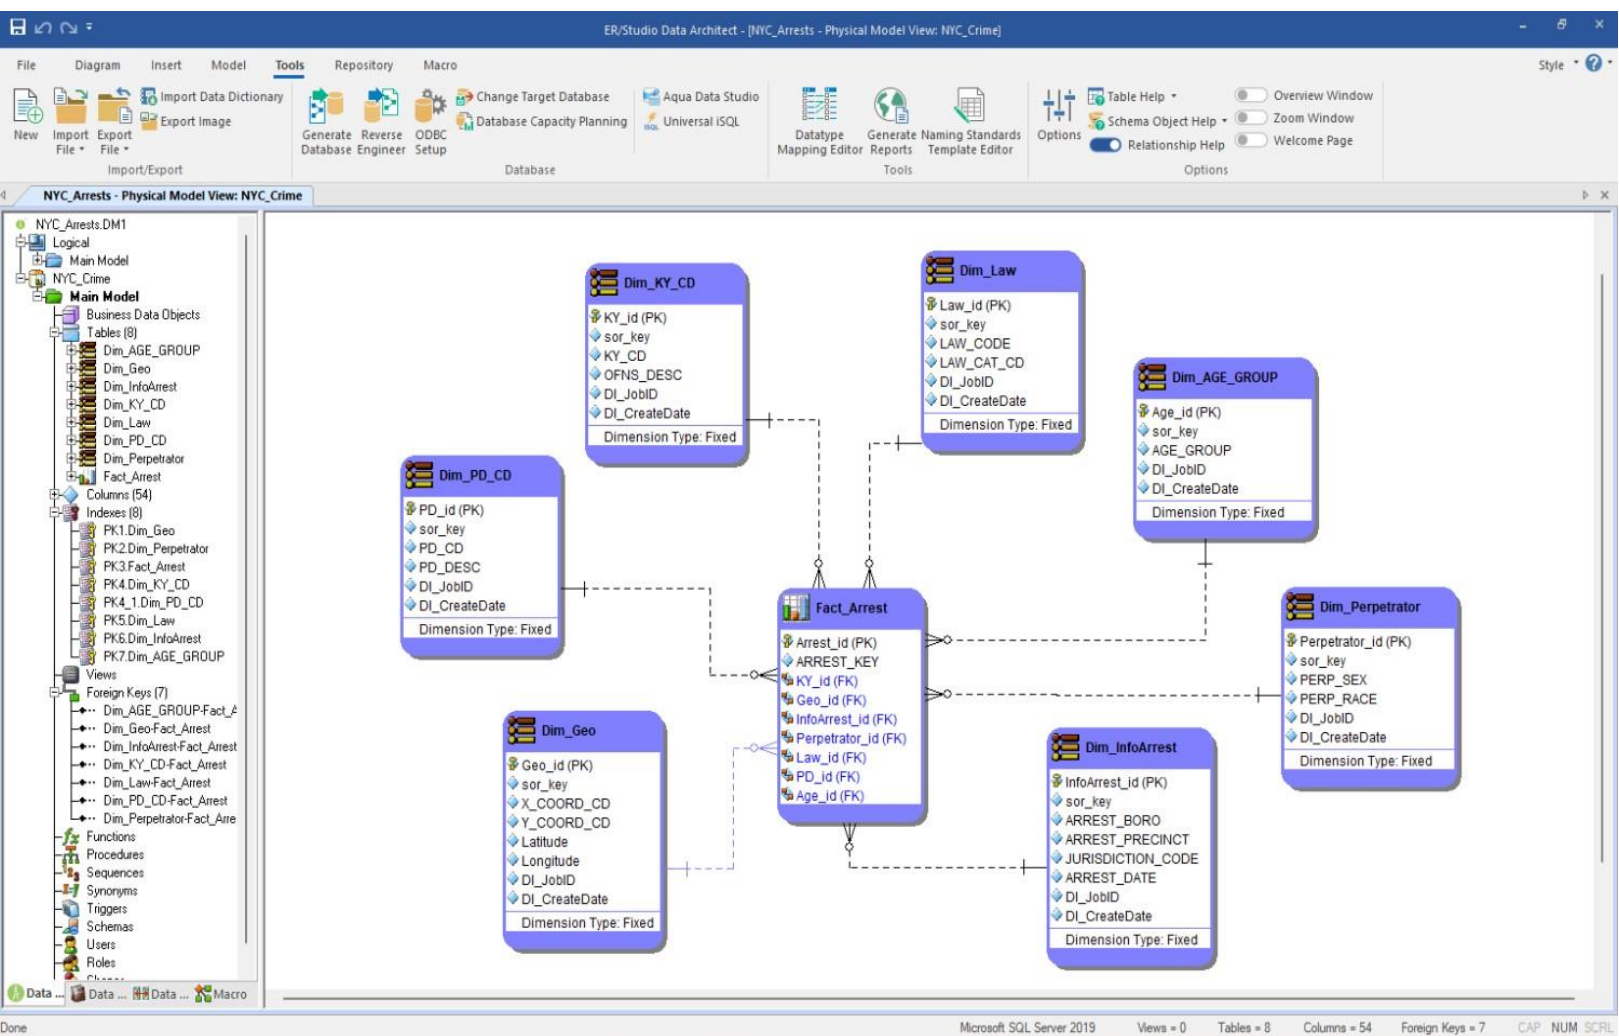 ER/Studio Data Architect - [NYC_Arrests - Physical Model View: NYC_Crime]
File Diagram Insert Model Tools Repository Macro Style
New
Import File
Export File
Import Data Dictionary
Export Image
Import/Export
Generate Database
Reverse Engineer
ODBC Setup
Change Target Database
Database Capacity Planning
Aqua Data Studio
Universal iSQL
Database
Datatype Mapping Editor
Generate Reports
Naming Standards Template Editor
Tools
Options
Table Help
Schema Object Help
Relationship Help
Overview Window
Zoom Window
Welcome Page
Options
NYC_Arrests - Physical Model View: NYC_Crime
NYC_Arrests.DM1
Logical
Main Model
NYC_Crime
Main Model
Business Data Objects
Tables (8)
Dim_AGE_GROUP
Dim_Geo
Dim_InfoArrest
Dim_KY_CD
Dim_Law
Dim_PD_CD
Dim_Perpetrator
Fact_Arrest
Columns (54)
Indexes (8)
PK1.Dim_Geo
PK2.Dim_Perpetrator
PK3.Fact_Arrest
PK4.Dim_KY_CD
PK4_1.Dim_PD_CD
PK5.Dim_Law
PK6.Dim_InfoArrest
PK7.Dim_AGE_GROUP
Views
Foreign Keys (7)
Dim_AGE_GROUP-Fact_A
Dim_Geo-Fact_Arrest
Dim_InfoArrest-Fact_Arrest
Dim_KY_CD-Fact_Arrest
Dim_Law-Fact_Arrest
Dim_PD_CD-Fact_Arrest
Dim_Perpetrator-Fact_Arre
Functions
Procedures
Sequences
Synonyms
Triggers
Schemas
Users
Roles
Data ... Data ... Data ... Macro
Dim_KY_CD
KY_id (PK)
sor_key
KY_CD
OFNS_DESC
DI_JobID
DI_CreateDate
Dimension Type: Fixed
Dim_Law
Law_id (PK)
sor_key
LAW_CODE
LAW_CAT_CD
DI_JobID
DI_CreateDate
Dimension Type: Fixed
Dim_AGE_GROUP
Age_id (PK)
sor_key
AGE_GROUP
DI_JobID
DI_CreateDate
Dimension Type: Fixed
Dim_PD_CD
PD_id (PK)
sor_key
PD_CD
PD_DESC
DI_JobID
DI_CreateDate
Dimension Type: Fixed
Fact_Arrest
Arrest_id (PK)
ARREST_KEY
KY_id (FK)
Geo_id (FK)
InfoArrest_id (FK)
Perpetrator_id (FK)
Law_id (FK)
PD_id (FK)
Age_id (FK)
Dim_Perpetrator
Perpetrator_id (PK)
sor_key
PERP_SEX
PERP_RACE
DI_JobID
DI_CreateDate
Dimension Type: Fixed
Dim_Geo
Geo_id (PK)
sor_key
X_COORD_CD
Y_COORD_CD
Latitude
Longitude
DI_JobID
DI_CreateDate
Dimension Type: Fixed
Dim_InfoArrest
InfoArrest_id (PK)
sor_key
ARREST_BORO
ARREST_PRECINCT
JURISDICTION_CODE
ARREST_DATE
DI_JobID
DI_CreateDate
Dimension Type: Fixed
Done Microsoft SQL Server 2019 Views = 0 Tables = 8 Columns = 54 Foreign Keys = 7 CAP NUM SCRL